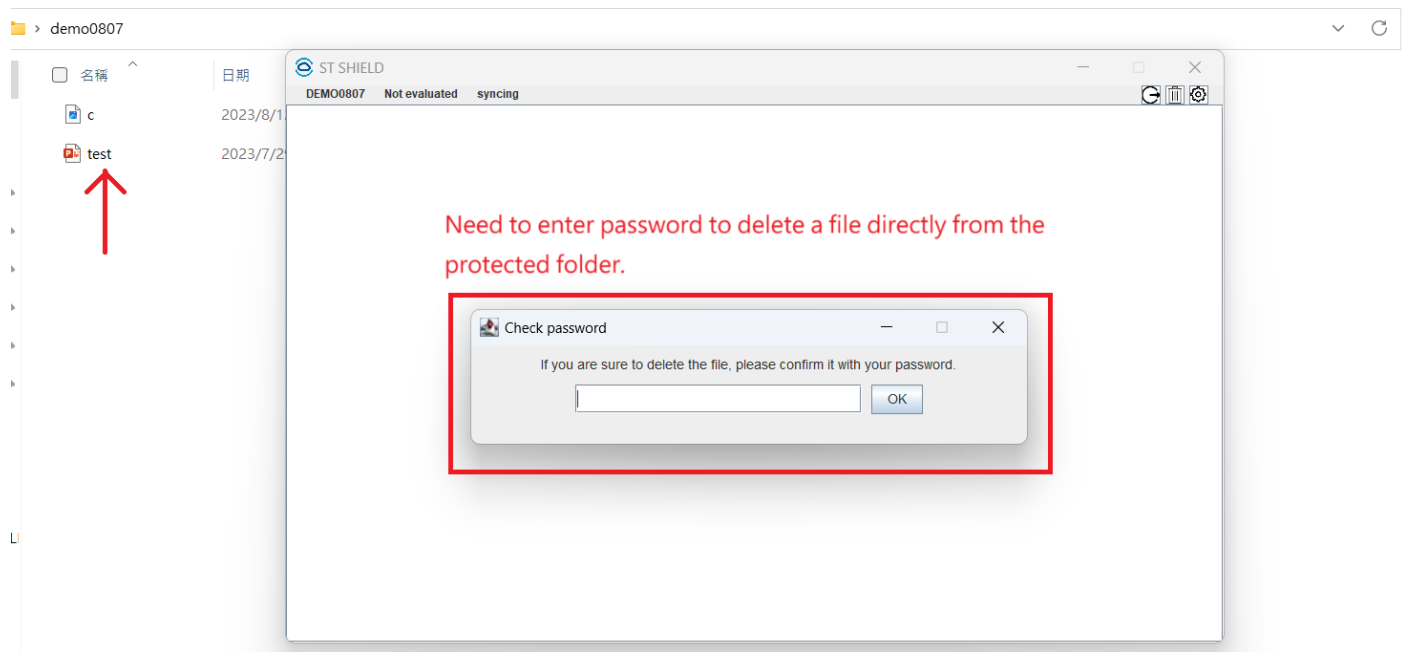 demo0807
名稱
日期
c
2023/8/1
test
2023/7/2
ST SHIELD
DEMO0807 Not evaluated syncing
Need to enter password to delete a file directly from the
protected folder.
Check password
If you are sure to delete the file, please confirm it with your password.
OK